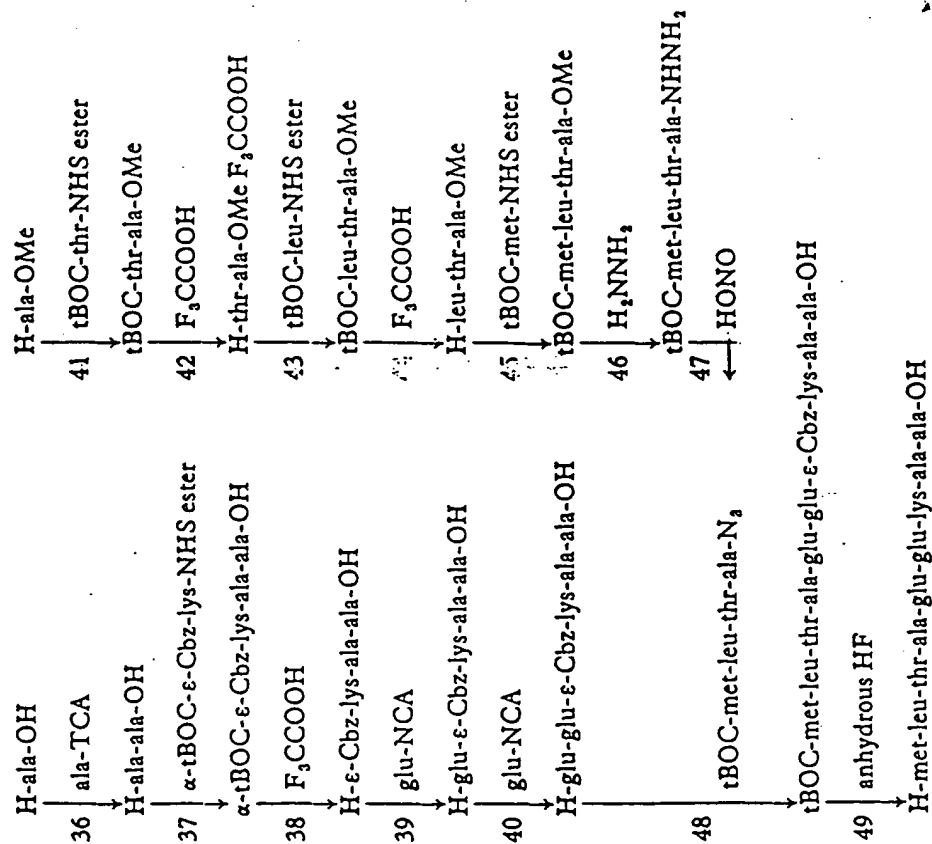 H-ala-OH
36 ala-TCA
H-ala-ala-OH
37 α-tBOC-ε-Cbz-lys-NHS ester
α-tBOC-ε-Cbz-lys-ala-ala-OH
38 F₃CCOOH
H-ε-Cbz-lys-ala-ala-OH
39 glu-NCA
H-glu-ε-Cbz-lys-ala-ala-OH
40 glu-NCA
H-glu-glu-ε-Cbz-lys-ala-ala-OH
H-ala-OMe
41 tBOC-thr-NHS ester
tBOC-thr-ala-OMe
42 F₃CCOOH
H-thr-ala-OMe F₃CCOOH
43 tBOC-leu-NHS ester
tBOC-leu-thr-ala-OMe
F₃CCOOH
H-leu-thr-ala-OMe
45 tBOC-met-NHS ester
tBOC-met-leu-thr-ala-OMe
46 H₂NNH₂
tBOC-met-leu-thr-ala-NHNH₂
47 HONO
48 tBOC-met-leu-thr-ala-N₃
tBOC-met-leu-thr-ala-glu-glu-ε-Cbz-lys-ala-ala-OH
49 anhydrous HF
H-met-leu-thr-ala-glu-glu-lys-ala-ala-OH